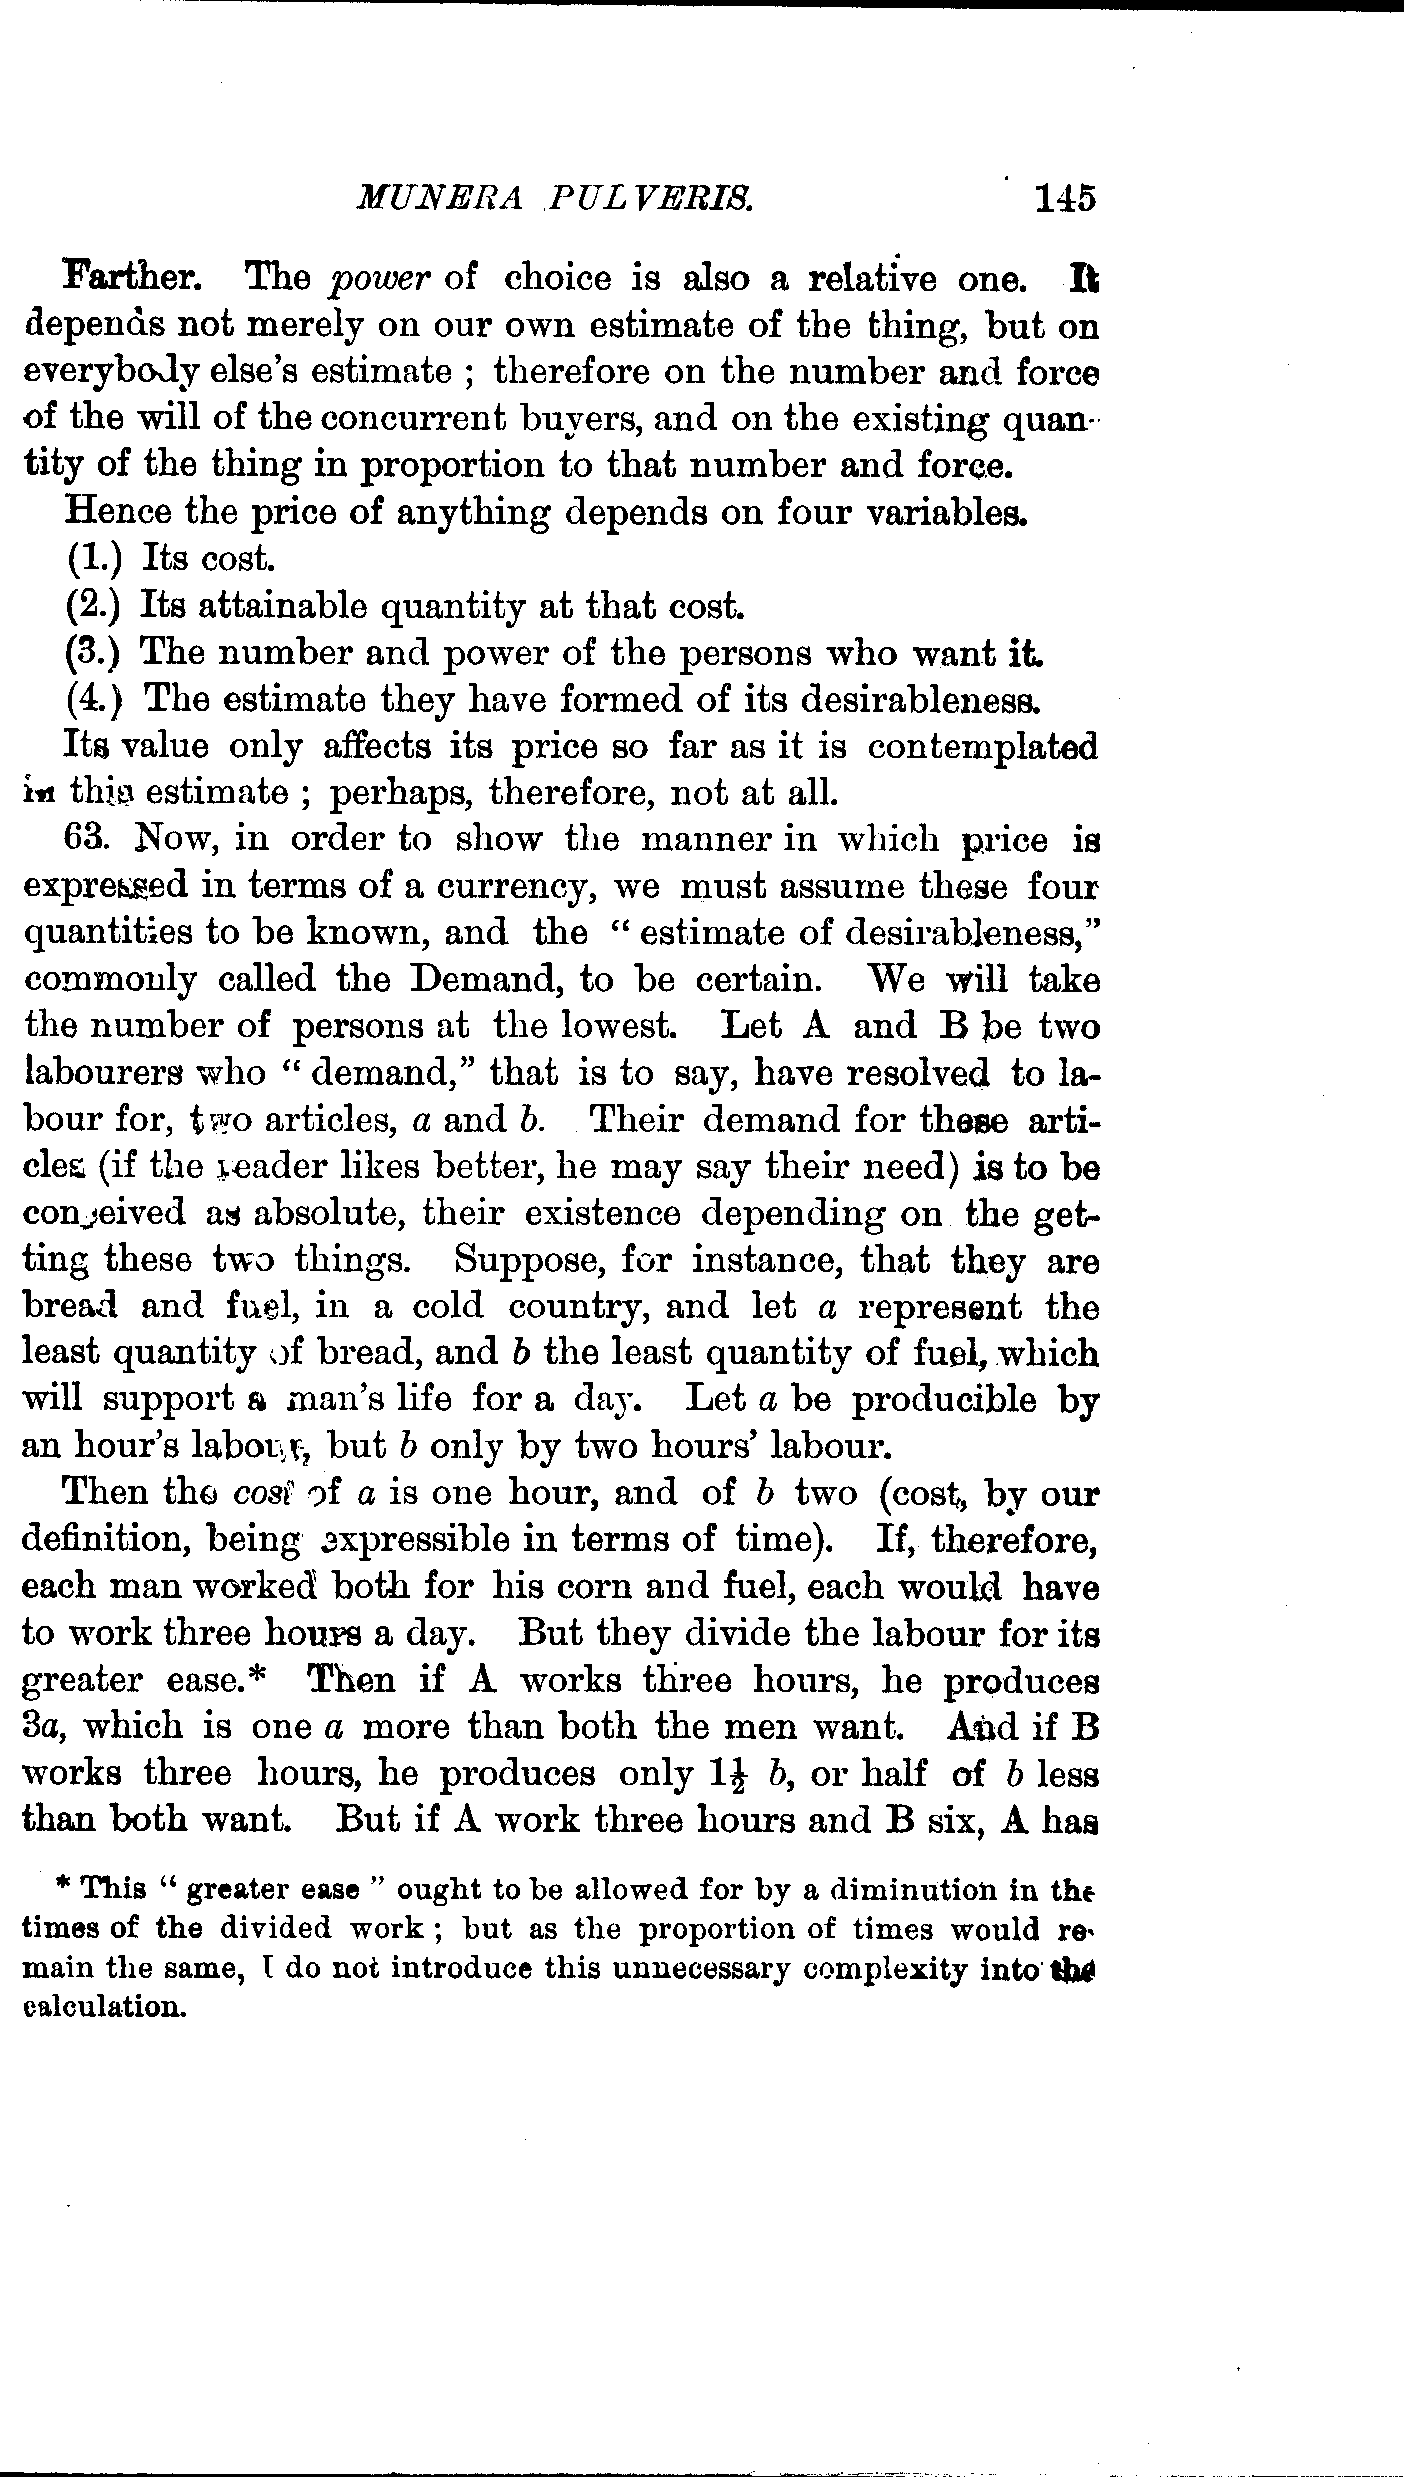 MUNERA PULVERIS. 145
Farther. The power of choice is also a relative one. It
depends not merely on our own estimate of the thing, but on
everybody else's estimate ; therefore on the number and force
of the will of the concurrent buyers, and on the existing quan-
tity of the thing in proportion to that number and force.
Hence the price of anything depends on four variables.
(1.) Its cost.
(2.) Its attainable quantity at that cost.
(3.) The number and power of the persons who want it.
(4.) The estimate they have formed of its desirableness.
Its value only affects its price so far as it is contemplated
in this estimate ; perhaps, therefore, not at all.
63. Now, in order to show the manner in which price is
expressed in terms of a currency, we must assume these four
quantities to be known, and the " estimate of desirableness,"
commonly called the Demand, to be certain. We will take
the number of persons at the lowest. Let A and B be two
labourers who " demand," that is to say, have resolved to la-
bour for, two articles, a and b. Their demand for these arti-
cles (if the reader likes better, he may say their need) is to be
conceived as absolute, their existence depending on the get-
ting these two things. Suppose, for instance, that they are
bread and fuel, in a cold country, and let a represent the
least quantity of bread, and b the least quantity of fuel, which
will support a man's life for a day. Let a be producible by
an hour's labour, but b only by two hours' labour.
Then the cost of a is one hour, and of b two (cost, by our
definition, being expressible in terms of time). If, therefore,
each man worked both for his corn and fuel, each would have
to work three hours a day. But they divide the labour for its
greater ease.* Then if A works three hours, he produces
3a, which is one a more than both the men want. And if B
works three hours, he produces only 1½ b, or half of b less
than both want. But if A work three hours and B six, A has
* This " greater ease " ought to be allowed for by a diminution in the
times of the divided work ; but as the proportion of times would re-
main the same, I do not introduce this unnecessary complexity into the
calculation.